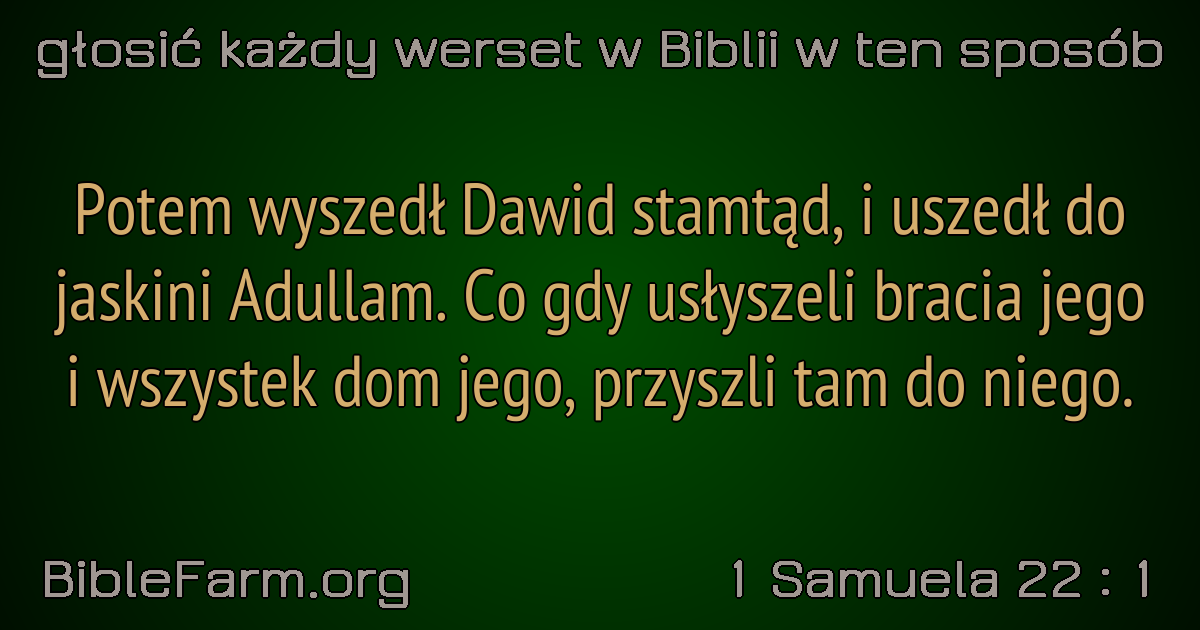 głosić każdy werset w Biblii w ten sposób
Potem wyszedł Dawid stamtąd, i uszedł do
jaskini Adullam. Co gdy usłyszeli bracia jego
i wszystek dom jego, przyszli tam do niego.
BibleFarm.org
1 Samuela 22 : 1